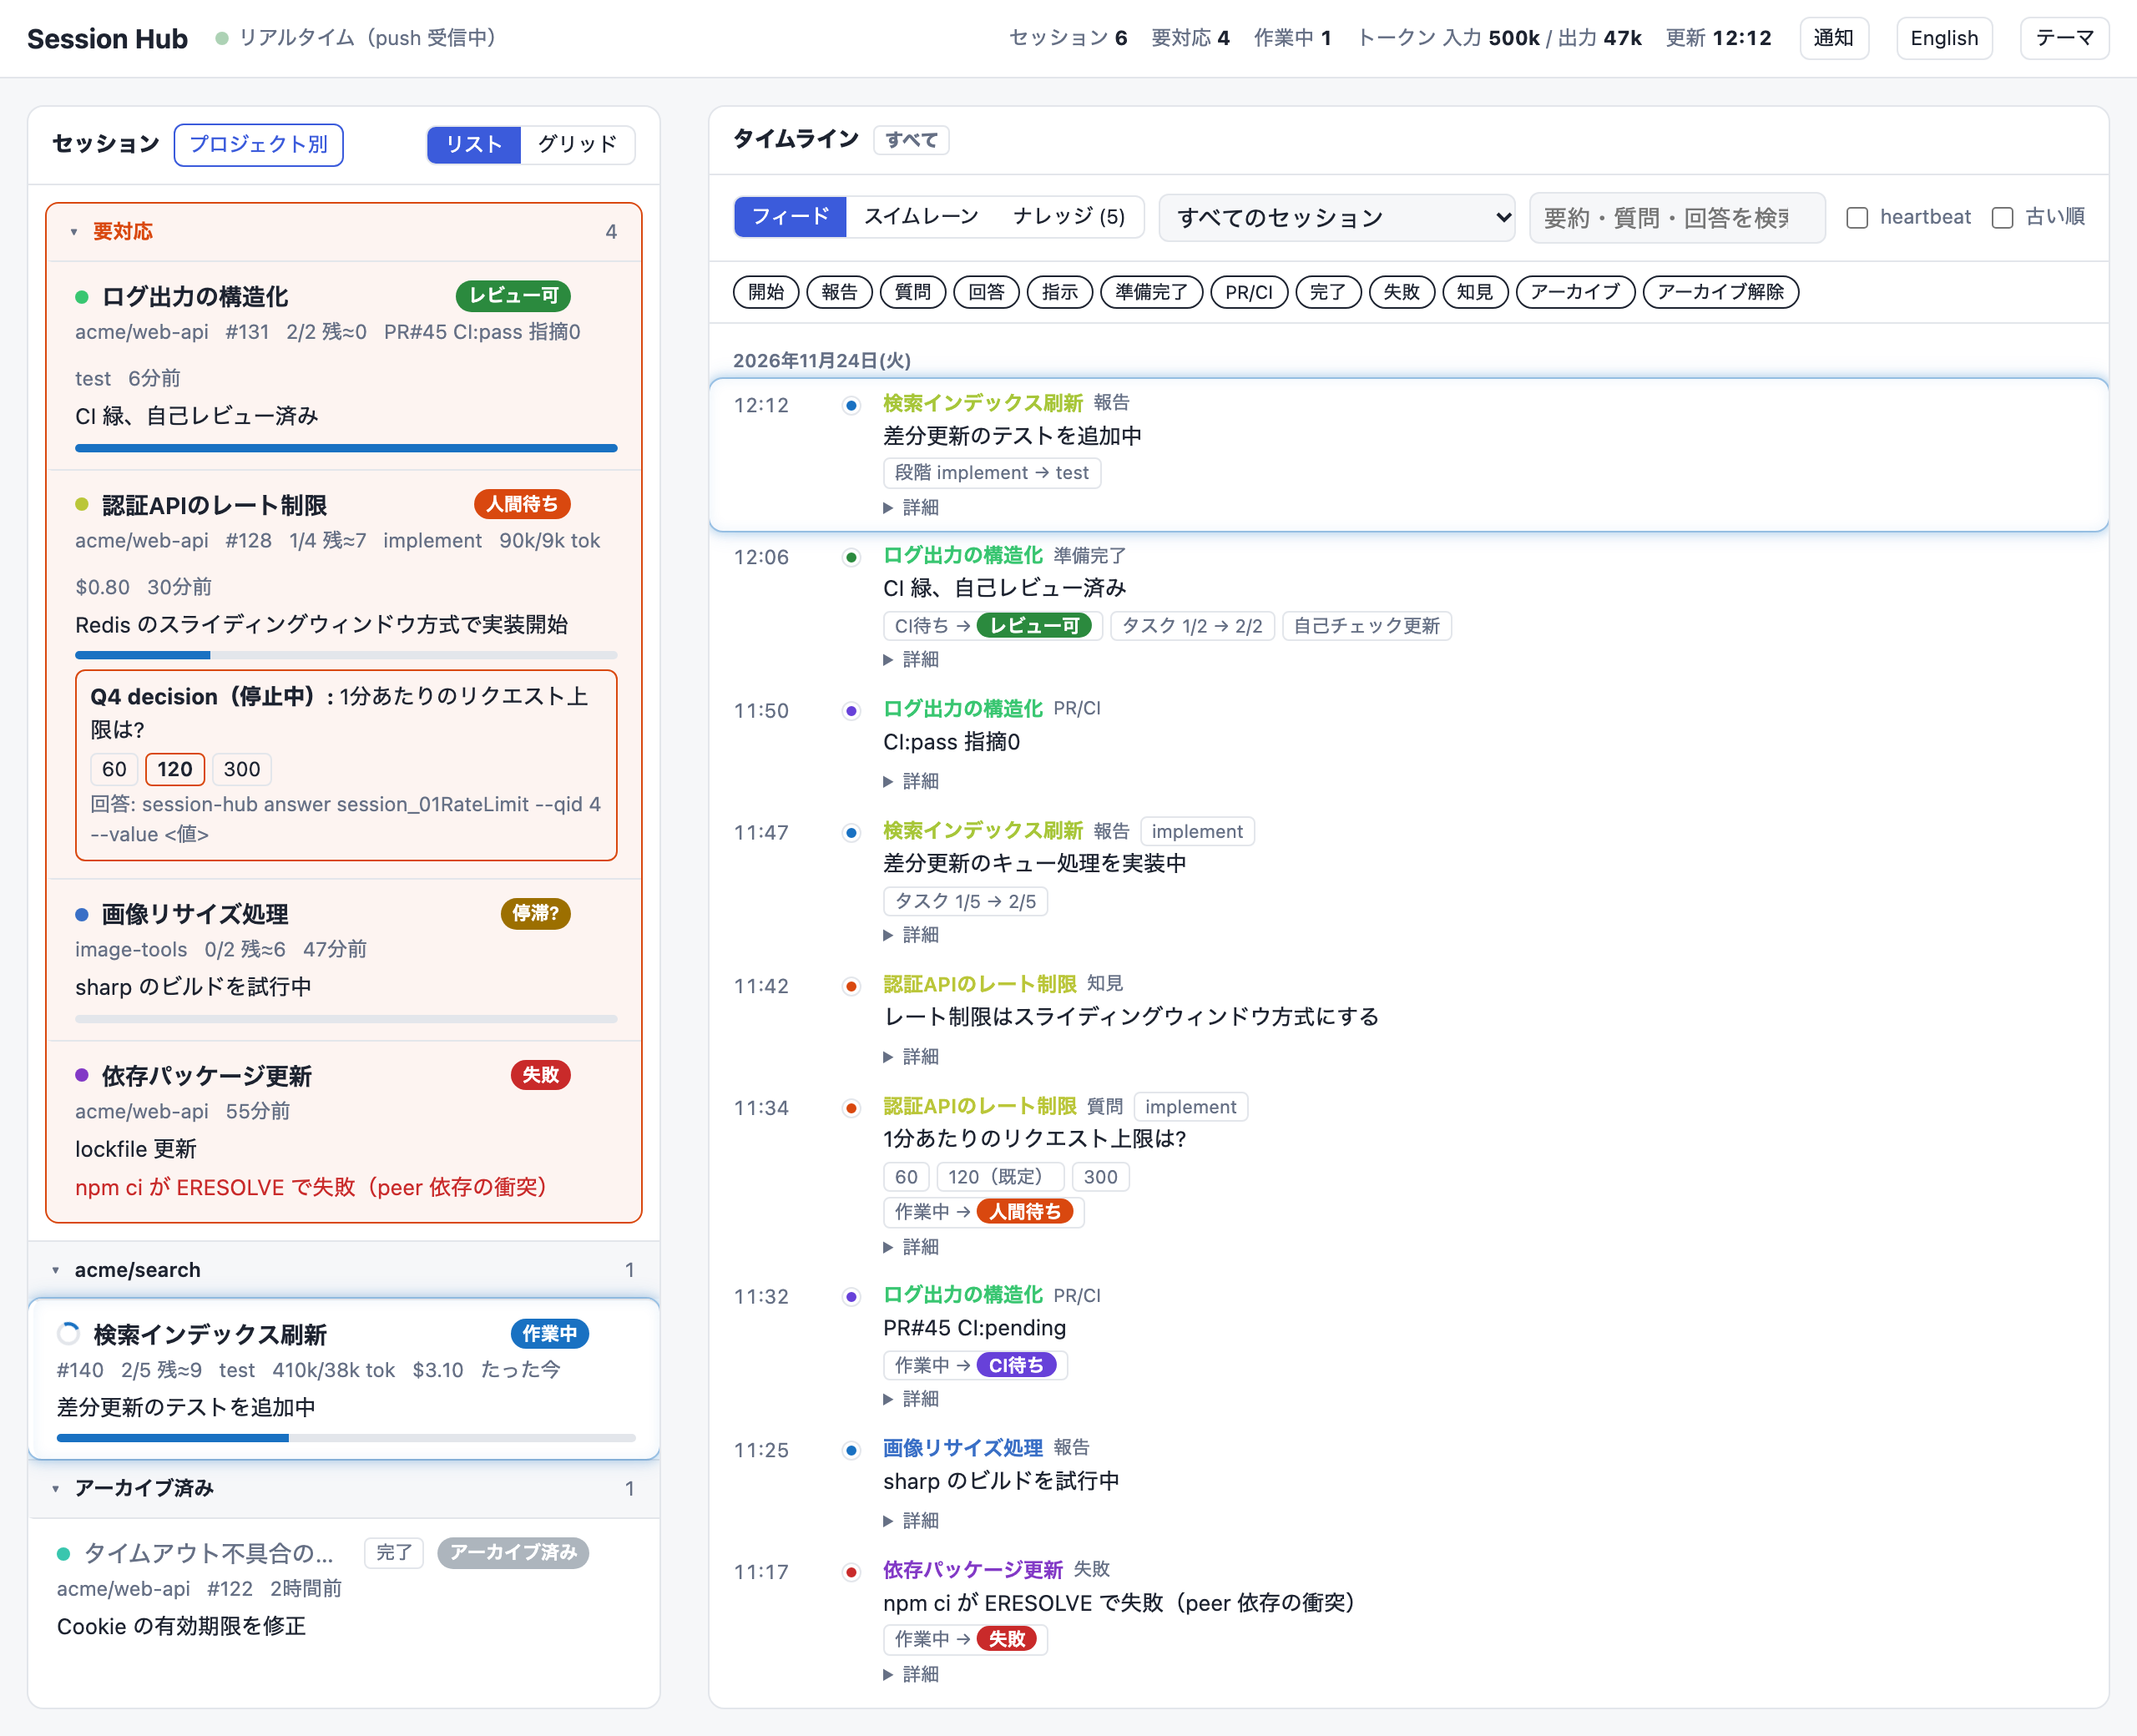 Session Hub リアルタイム（push 受信中） セッション 6 要対応 4 作業中 1 トークン 入力 500k / 出力 47k 更新 12:12 通知 English テーマ
セッション プロジェクト別 リスト グリッド
要対応 4
ログ出力の構造化 レビュー可
acme/web-api #131 2/2 残≈0 PR#45 CI:pass 指摘0
test 6分前
CI 緑、自己レビュー済み
認証APIのレート制限 人間待ち
acme/web-api #128 1/4 残≈7 implement 90k/9k tok
$0.80 30分前
Redis のスライディングウィンドウ方式で実装開始
Q4 decision（停止中）: 1分あたりのリクエスト上
限は?
60 120 300
回答: session-hub answer session_01RateLimit --qid 4
--value <値>
画像リサイズ処理 停滞?
image-tools 0/2 残≈6 47分前
sharp のビルドを試行中
依存パッケージ更新 失敗
acme/web-api 55分前
lockfile 更新
npm ci が ERESOLVE で失敗（peer 依存の衝突）
acme/search 1
検索インデックス刷新 作業中
#140 2/5 残≈9 test 410k/38k tok $3.10 たった今
差分更新のテストを追加中
アーカイブ済み 1
タイムアウト不具合の... 完了 アーカイブ済み
acme/web-api #122 2時間前
Cookie の有効期限を修正
タイムライン すべて
フィード スイムレーン ナレッジ (5) すべてのセッション 要約・質問・回答を検索 heartbeat 古い順
開始 報告 質問 回答 指示 準備完了 PR/CI 完了 失敗 知見 アーカイブ アーカイブ解除
2026年11月24日(火)
12:12 検索インデックス刷新 報告
差分更新のテストを追加中
段階 implement → test
詳細
12:06 ログ出力の構造化 準備完了
CI 緑、自己レビュー済み
CI待ち → レビュー可 タスク 1/2 → 2/2 自己チェック更新
詳細
11:50 ログ出力の構造化 PR/CI
CI:pass 指摘0
詳細
11:47 検索インデックス刷新 報告 implement
差分更新のキュー処理を実装中
タスク 1/5 → 2/5
詳細
11:42 認証APIのレート制限 知見
レート制限はスライディングウィンドウ方式にする
詳細
11:34 認証APIのレート制限 質問 implement
1分あたりのリクエスト上限は?
60 120（既定） 300
作業中 → 人間待ち
詳細
11:32 ログ出力の構造化 PR/CI
PR#45 CI:pending
作業中 → CI待ち
詳細
11:25 画像リサイズ処理 報告
sharp のビルドを試行中
詳細
11:17 依存パッケージ更新 失敗
npm ci が ERESOLVE で失敗（peer 依存の衝突）
作業中 → 失敗
詳細